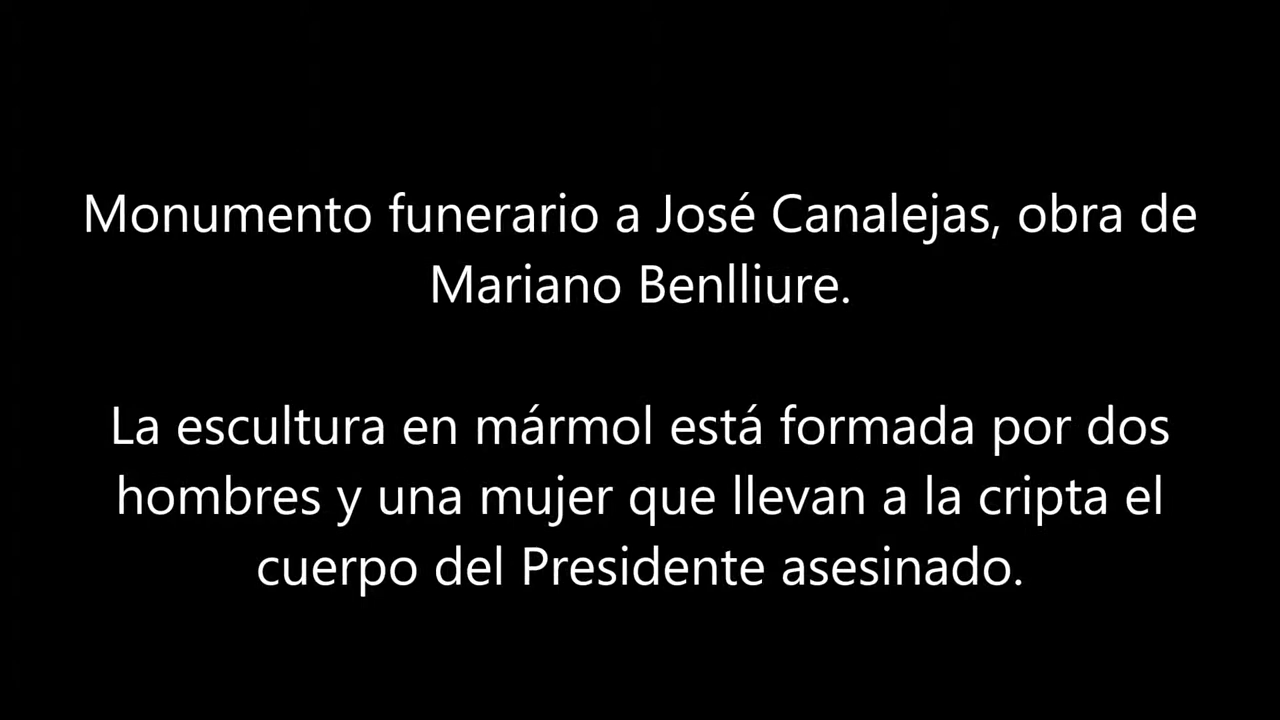 Monumento funerario a José Canalejas, obra de
Mariano Benlliure.
La escultura en mármol está formada por dos
hombres y una mujer que llevan a la cripta el
cuerpo del Presidente asesinado.